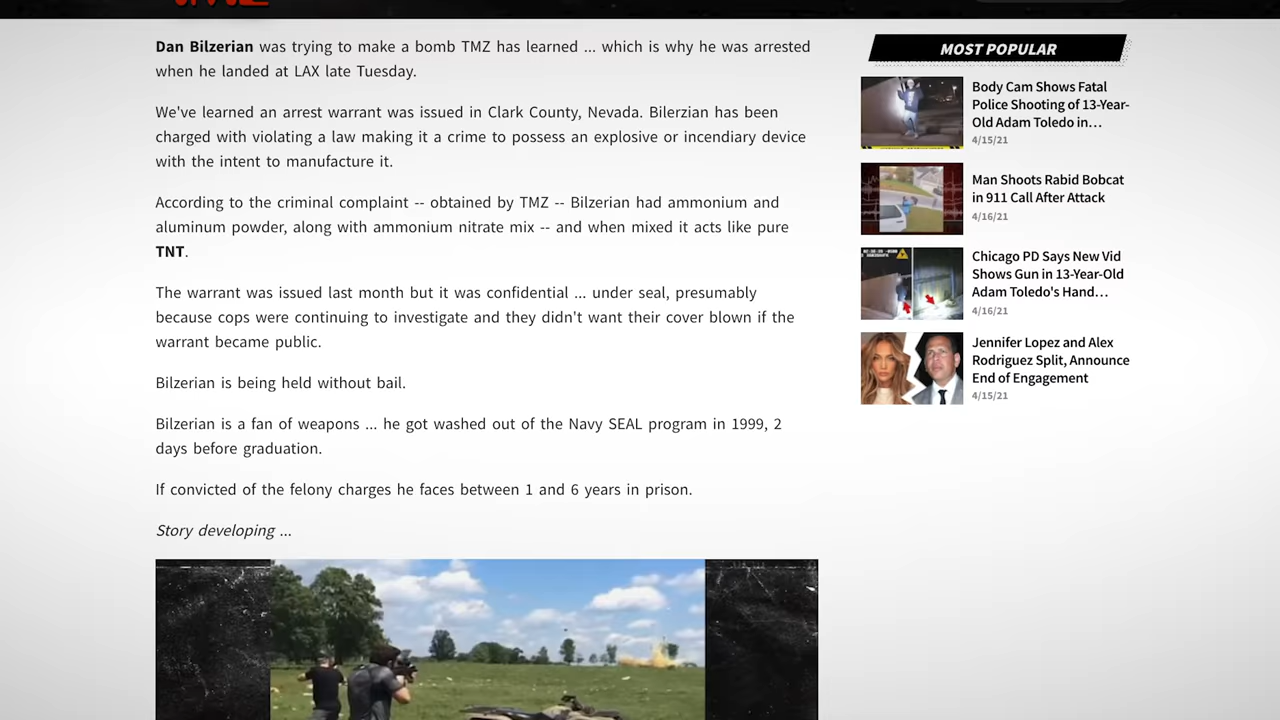 TMZ
Dan Bilzerian was trying to make a bomb TMZ has learned ... which is why he was arrested
when he landed at LAX late Tuesday.
We've learned an arrest warrant was issued in Clark County, Nevada. Bilerzian has been
charged with violating a law making it a crime to possess an explosive or incendiary device
with the intent to manufacture it.
According to the criminal complaint -- obtained by TMZ -- Bilzerian had ammonium and
aluminum powder, along with ammonium nitrate mix -- and when mixed it acts like pure
TNT.
The warrant was issued last month but it was confidential ... under seal, presumably
because cops were continuing to investigate and they didn't want their cover blown if the
warrant became public.
Bilzerian is being held without bail.
Bilzerian is a fan of weapons ... he got washed out of the Navy SEAL program in 1999, 2
days before graduation.
If convicted of the felony charges he faces between 1 and 6 years in prison.
Story developing ...
MOST POPULAR
Body Cam Shows Fatal
Police Shooting of 13-Year-
Old Adam Toledo in...
4/15/21
Man Shoots Rabid Bobcat
in 911 Call After Attack
4/16/21
Chicago PD Says New Vid
Shows Gun in 13-Year-Old
Adam Toledo's Hand...
4/16/21
Jennifer Lopez and Alex
Rodriguez Split, Announce
End of Engagement
4/15/21